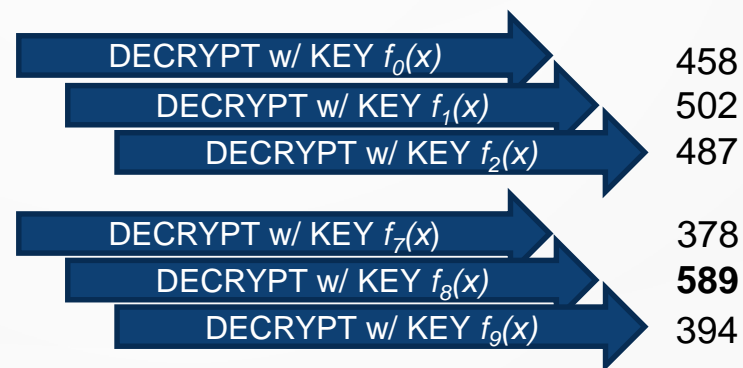 DECRYPT w/ KEY f₀(x) 458
DECRYPT w/ KEY f₁(x) 502
DECRYPT w/ KEY f₂(x) 487
DECRYPT w/ KEY f₇(x) 378
DECRYPT w/ KEY f₈(x) 589
DECRYPT w/ KEY f₉(x) 394